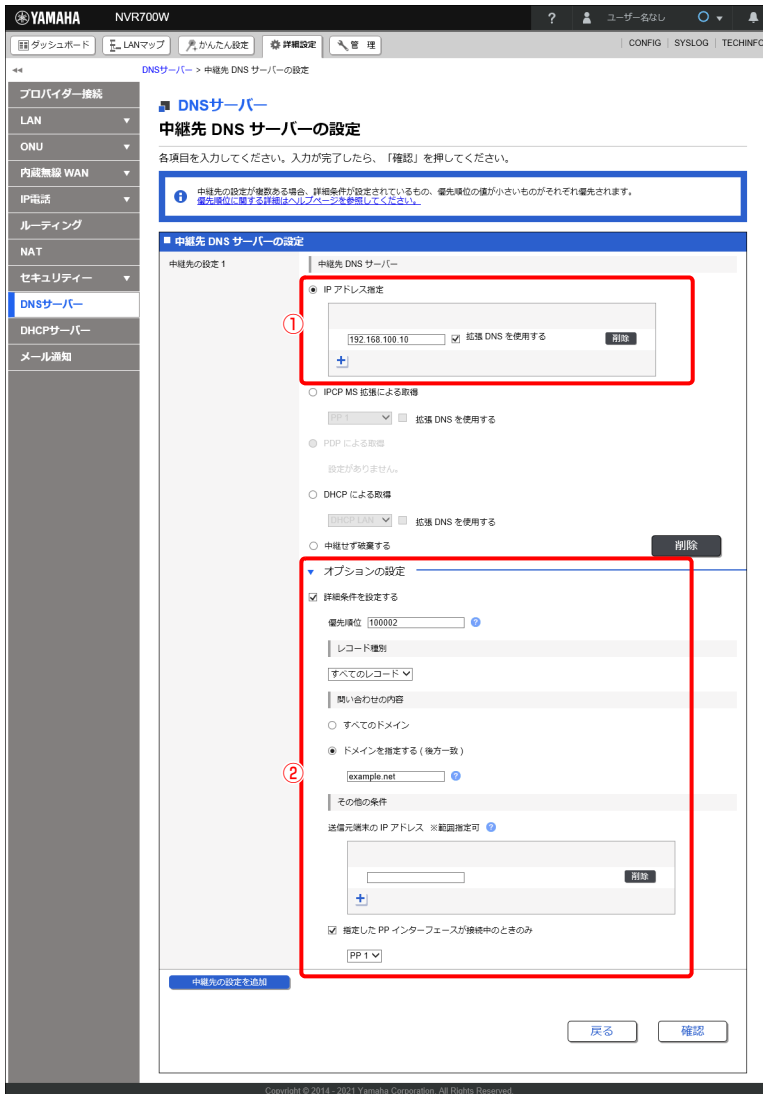 YAMAHA NVR700W ? ユーザー名なし
ダッシュボード LANマップ かんたん設定 詳細設定 管 理 CONFIG | SYSLOG | TECHINFO
DNSサーバー > 中継先 DNS サーバーの設定
プロバイダー接続
LAN
ONU
内蔵無線 WAN
IP電話
ルーティング
NAT
セキュリティー
DNSサーバー
DHCPサーバー
メール通知
DNSサーバー
中継先 DNS サーバーの設定
各項目を入力してください。入力が完了したら、「確認」を押してください。
中継先の設定が複数ある場合、詳細条件が設定されているもの、優先順位の値が小さいものがそれぞれ優先されます。
優先順位に関する詳細はヘルプページを参照してください。
■ 中継先 DNS サーバーの設定
中継先の設定 1 中継先 DNS サーバー
IP アドレス指定
①
192.168.100.10 拡張 DNS を使用する 削除
+
IPCP MS 拡張による取得
PP 1 拡張 DNS を使用する
PDP による取得
設定がありません。
DHCP による取得
DHCP LAN 拡張 DNS を使用する
中継せず破棄する 削除
オプションの設定
詳細条件を設定する
優先順位 100002 ?
レコード種別
すべてのレコード
問い合わせの内容
すべてのドメイン
ドメインを指定する ( 後方一致 )
②
example.net ?
その他の条件
送信元端末の IP アドレス ※範囲指定可 ?
削除
+
指定した PP インターフェースが接続中のときのみ
PP 1
中継先の設定を追加
戻る 確認
Copyright © 2014 - 2021 Yamaha Corporation. All Rights Reserved.